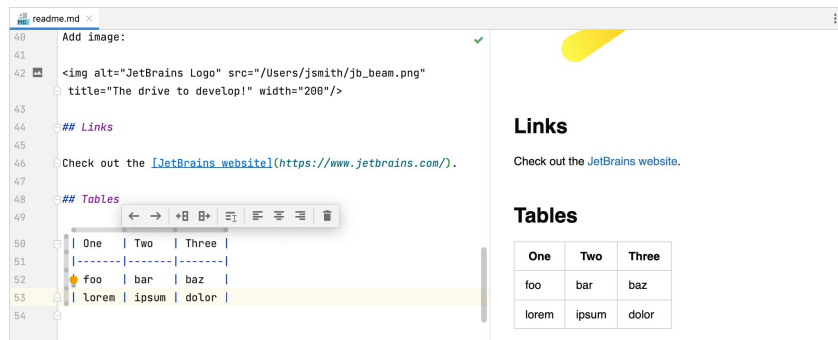 readme.md
40 Add image:
41
42 <img alt="JetBrains Logo" src="/Users/jsmith/jb_beam.png"
title="The drive to develop!" width="200"/>
43
44 ## Links
45
46 Check out the [JetBrains website](https://www.jetbrains.com/).
47
48 ## Tables
49
50 | One | Two | Three |
51 |-------|-------|-------|
52 | foo | bar | baz |
53 | lorem | ipsum | dolor |
54
Links
Check out the JetBrains website.
Tables
One Two Three
foo bar baz
lorem ipsum dolor